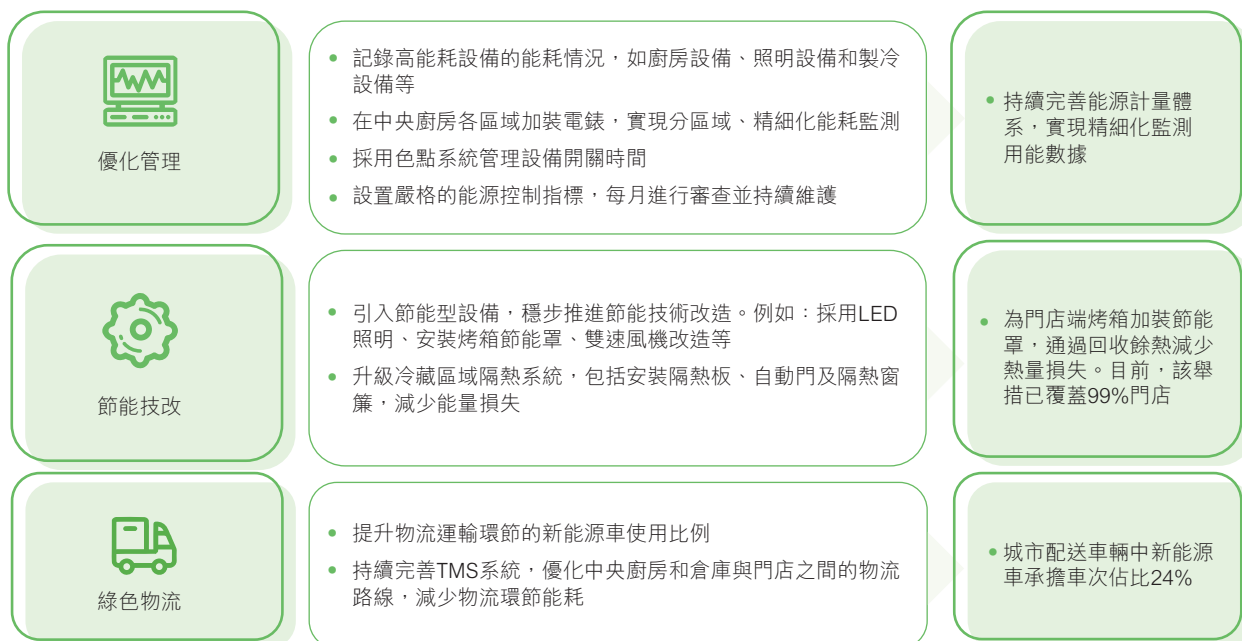 優化管理
• 記錄高能耗設備的能耗情況，如廚房設備、照明設備和製冷
設備等
• 在中央廚房各區域加裝電錶，實現分區域、精細化能耗監測
• 採用色點系統管理設備開關時間
• 設置嚴格的能源控制指標，每月進行審查並持續維護
• 持續完善能源計量體
系，實現精細化監測
用能數據
節能技改
• 引入節能型設備，穩步推進節能技術改造。例如：採用LED
照明、安裝烤箱節能罩、雙速風機改造等
• 升級冷藏區域隔熱系統，包括安裝隔熱板、自動門及隔熱窗
簾，減少能量損失
• 為門店端烤箱加裝節能
罩，通過回收餘熱減少
熱量損失。目前，該舉
措已覆蓋99%門店
綠色物流
• 提升物流運輸環節的新能源車使用比例
• 持續完善TMS系統，優化中央廚房和倉庫與門店之間的物流
路線，減少物流環節能耗
• 城市配送車輛中新能源
車承擔車次佔比24%